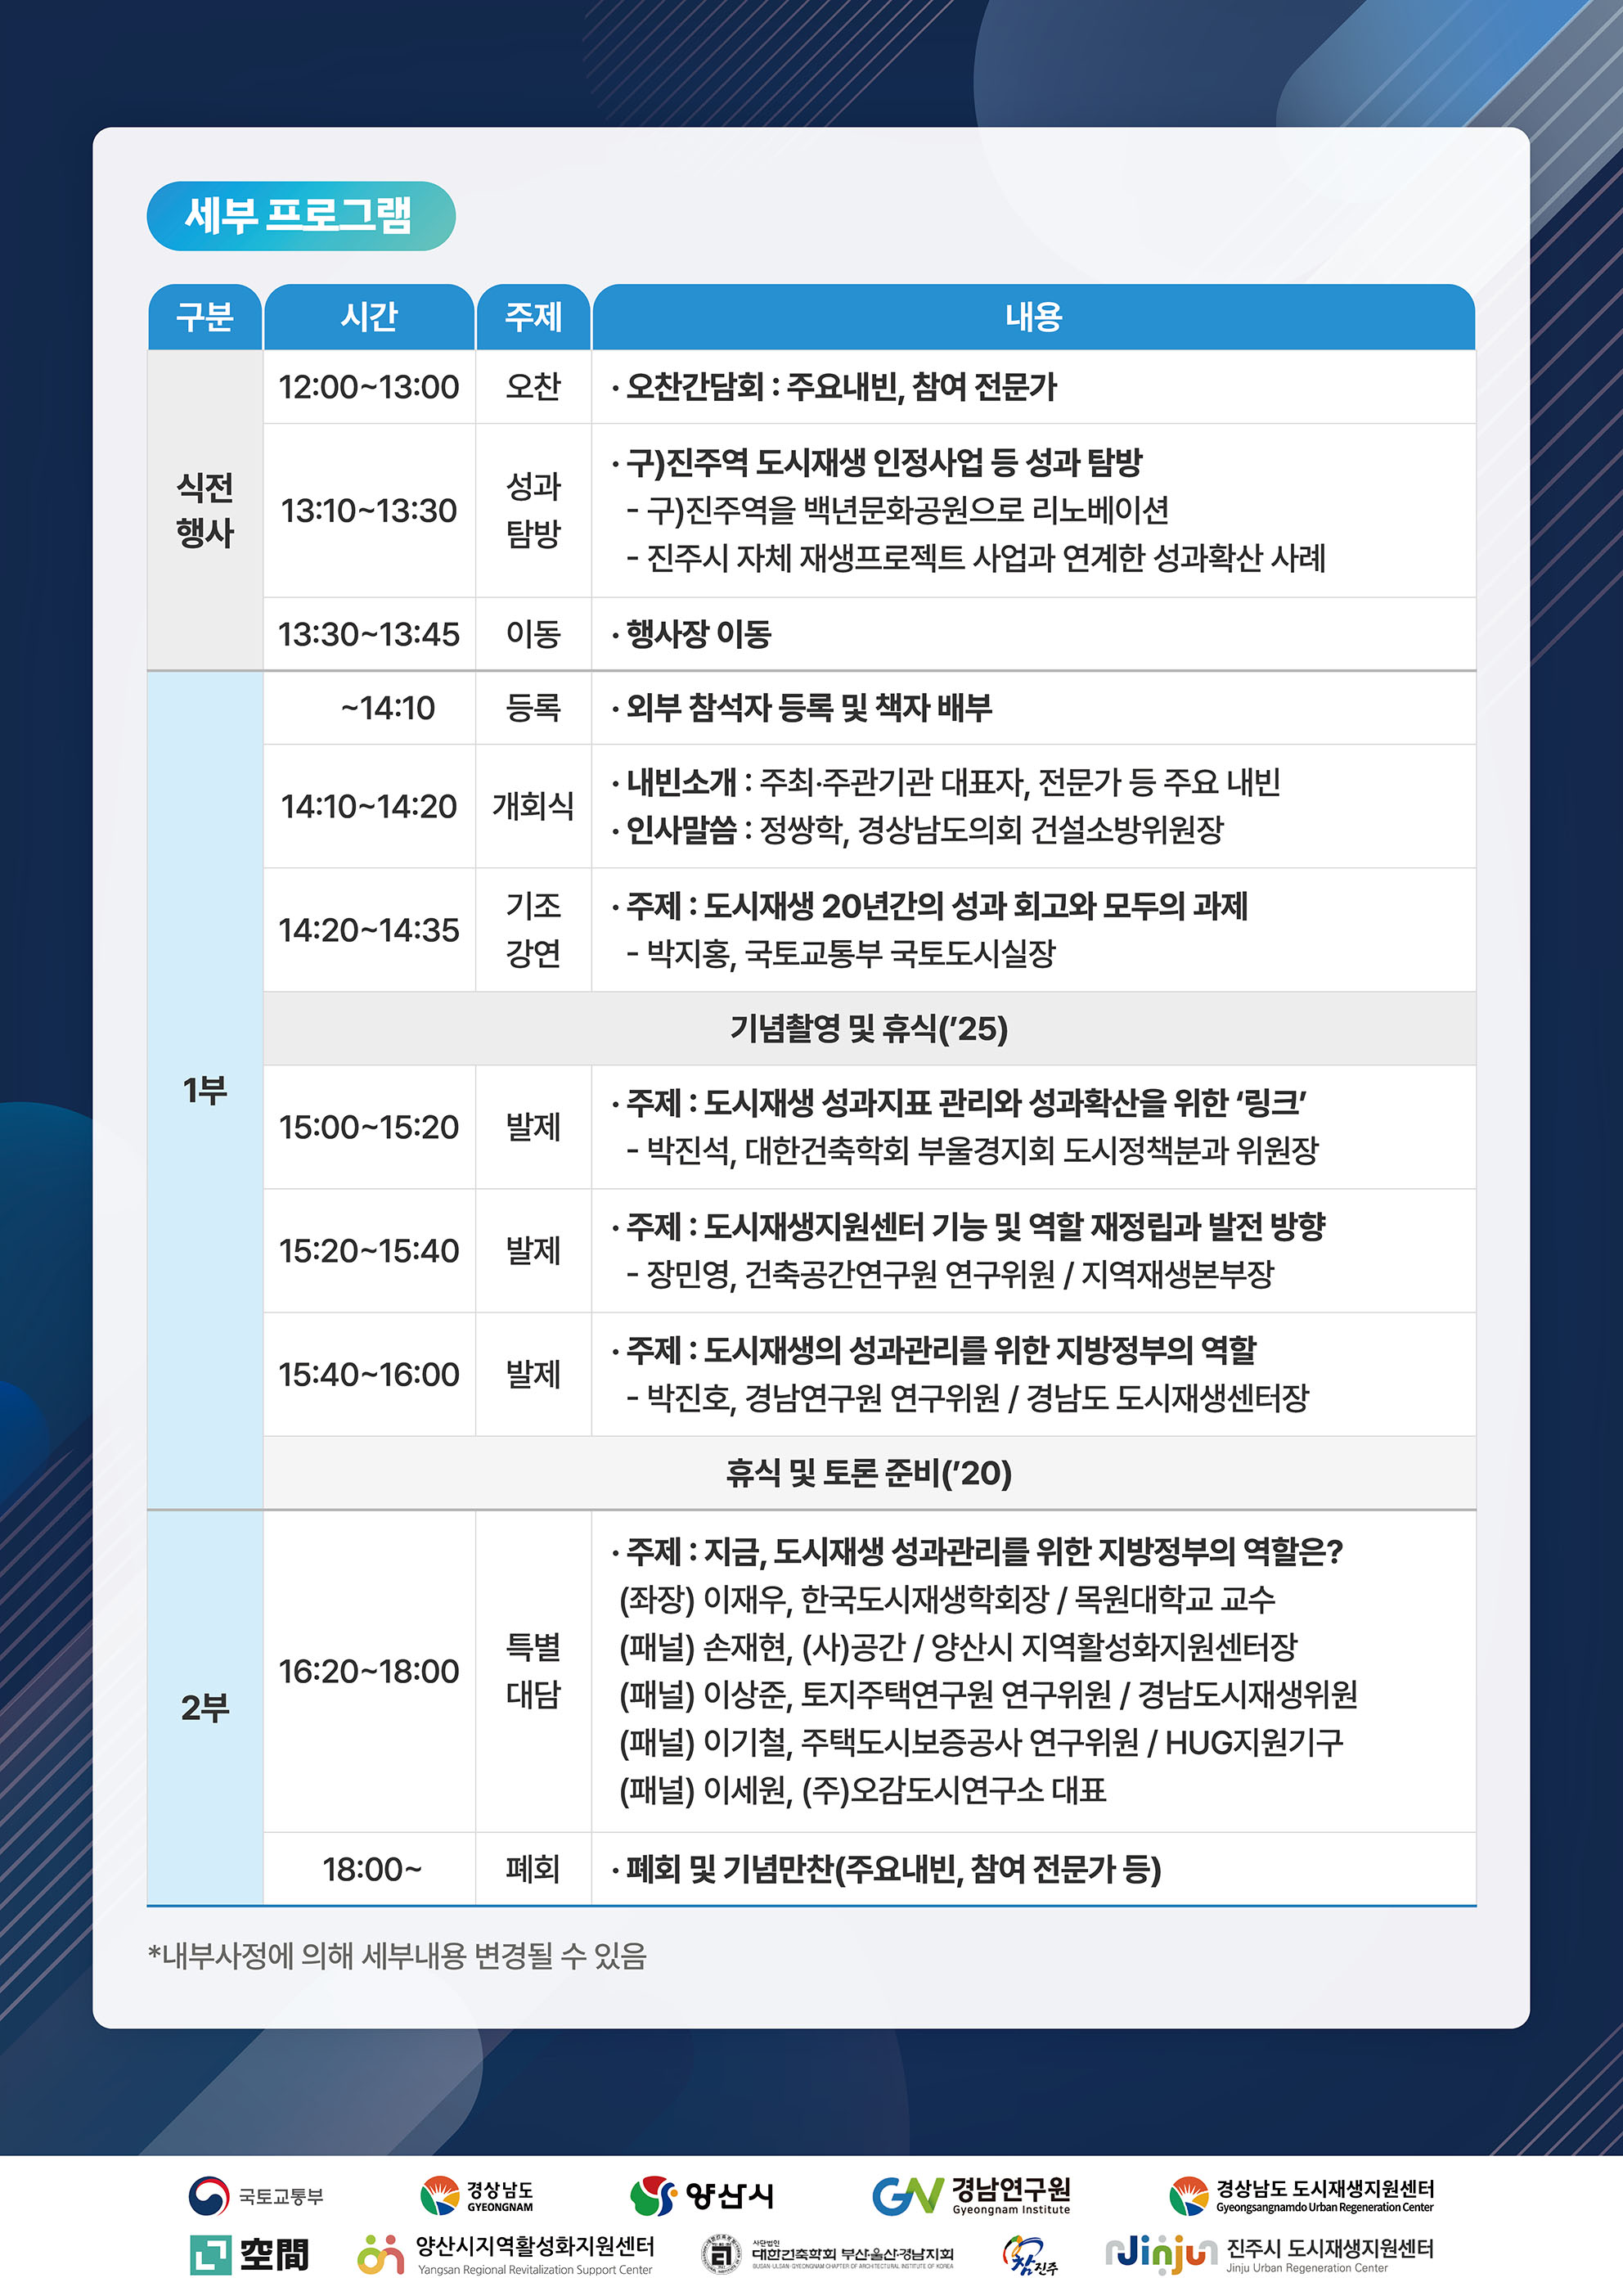 세부 프로그램
구분 시간 주제 내용
식전
행사
12:00~13:00 오찬 · 오찬간담회 : 주요내빈, 참여 전문가
13:10~13:30 성과
탐방
· 구)진주역 도시재생 인정사업 등 성과 탐방
- 구)진주역을 백년문화공원으로 리노베이션
- 진주시 자체 재생프로젝트 사업과 연계한 성과확산 사례
13:30~13:45 이동 · 행사장 이동
1부
~14:10 등록 · 외부 참석자 등록 및 책자 배부
14:10~14:20 개회식 · 내빈소개 : 주최·주관기관 대표자, 전문가 등 주요 내빈
· 인사말씀 : 정쌍학, 경상남도의회 건설소방위원장
14:20~14:35 기조
강연
· 주제 : 도시재생 20년간의 성과 회고와 모두의 과제
- 박지홍, 국토교통부 국토도시실장
기념촬영 및 휴식(’25)
15:00~15:20 발제 · 주제 : 도시재생 성과지표 관리와 성과확산을 위한 ‘링크’
- 박진석, 대한건축학회 부울경지회 도시정책분과 위원장
15:20~15:40 발제 · 주제 : 도시재생지원센터 기능 및 역할 재정립과 발전 방향
- 장민영, 건축공간연구원 연구위원 / 지역재생본부장
15:40~16:00 발제 · 주제 : 도시재생의 성과관리를 위한 지방정부의 역할
- 박진호, 경남연구원 연구위원 / 경남도 도시재생센터장
휴식 및 토론 준비(’20)
2부
16:20~18:00 특별
대담
· 주제 : 지금, 도시재생 성과관리를 위한 지방정부의 역할은?
(좌장) 이재우, 한국도시재생학회장 / 목원대학교 교수
(패널) 손재현, (사)공간 / 양산시 지역활성화지원센터장
(패널) 이상준, 토지주택연구원 연구위원 / 경남도시재생위원
(패널) 이기철, 주택도시보증공사 연구위원 / HUG지원기구
(패널) 이세원, (주)오감도시연구소 대표
18:00~ 폐회 · 폐회 및 기념만찬(주요내빈, 참여 전문가 등)
*내부사정에 의해 세부내용 변경될 수 있음
국토교통부
경상남도
GYEONGNAM
양산시
GN 경남연구원
Gyeongnam Institute
경상남도 도시재생지원센터
Gyeongsangnamdo Urban Regeneration Center
空間
양산시지역활성화지원센터
Yangsan Regional Revitalization Support Center
사단법인
대한건축학회 부산·울산·경남지회
BUSAN·ULSAN·GYEONGNAM CHAPTER OF ARCHITECTURAL INSTITUTE OF KOREA
참진주
Jinju 진주시 도시재생지원센터
Jinju Urban Regeneration Center